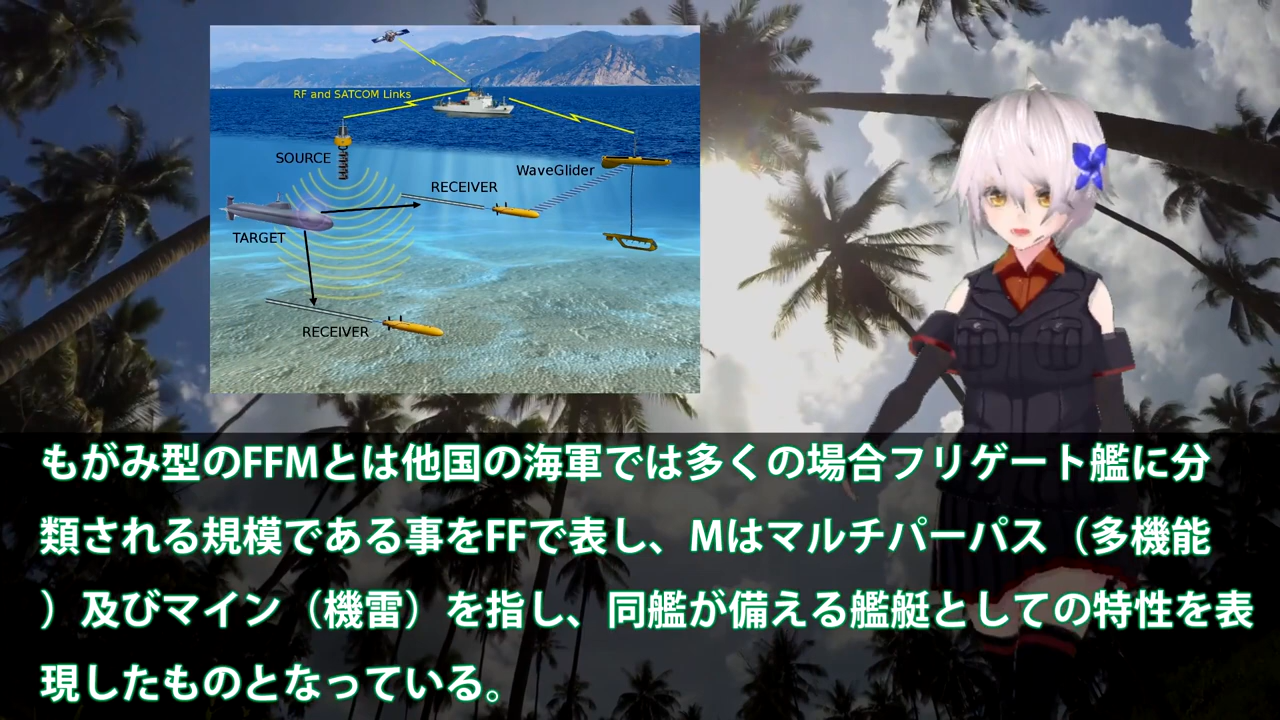 RF and SATCOM Links
SOURCE
WaveGlider
RECEIVER
TARGET
RECEIVER
もがみ型のFFMとは他国の海軍では多くの場合フリゲート艦に分
類される規模である事をFFで表し、Mはマルチパーパス（多機能
）及びマイン（機雷）を指し、同艦が備える艦艇としての特性を表
現したものとなっている。